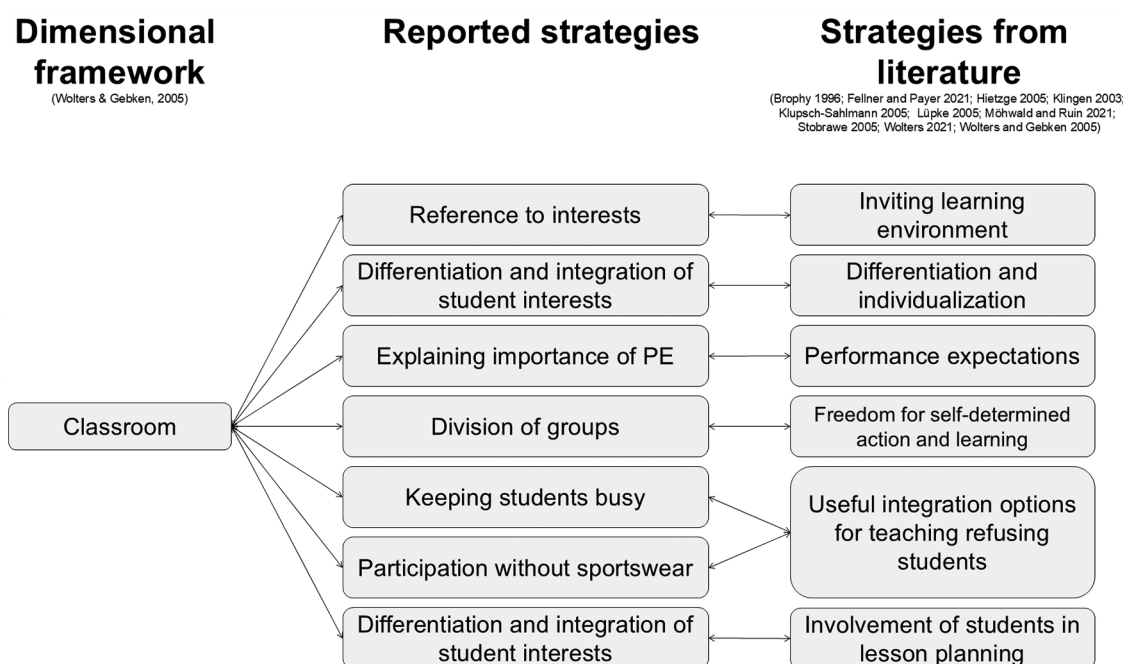 Dimensional
framework
(Wolters & Gebken, 2005)
Reported strategies
Strategies from
literature
(Brophy 1996; Fellner and Payer 2021; Hietzge 2005; Klingen 2003;
Klupsch-Sahlmann 2005; Lüpke 2005; Möhwald and Ruin 2021;
Stobrawe 2005; Wolters 2021; Wolters and Gebken 2005)
Classroom
Reference to interests
Inviting learning
environment
Differentiation and integration of
student interests
Differentiation and
individualization
Explaining importance of PE
Performance expectations
Division of groups
Freedom for self-determined
action and learning
Keeping students busy
Participation without sportswear
Useful integration options
for teaching refusing
students
Differentiation and integration of
student interests
Involvement of students in
lesson planning